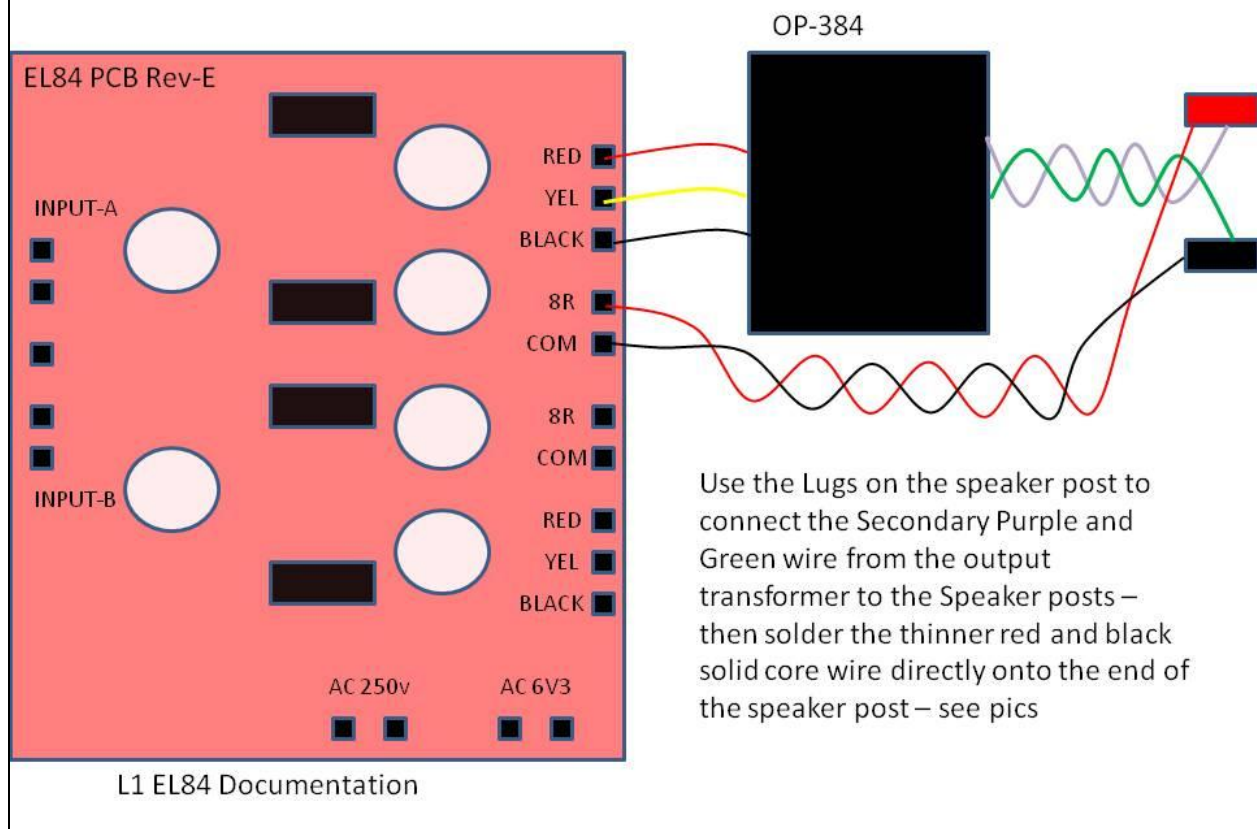 OP-384
EL84 PCB Rev-E
RED
YEL
BLACK
INPUT-A
8R
COM
8R
COM
INPUT-B
RED
YEL
BLACK
AC 250v
AC 6V3
Use the Lugs on the speaker post to
connect the Secondary Purple and
Green wire from the output
transformer to the Speaker posts –
then solder the thinner red and black
solid core wire directly onto the end of
the speaker post – see pics
L1 EL84 Documentation